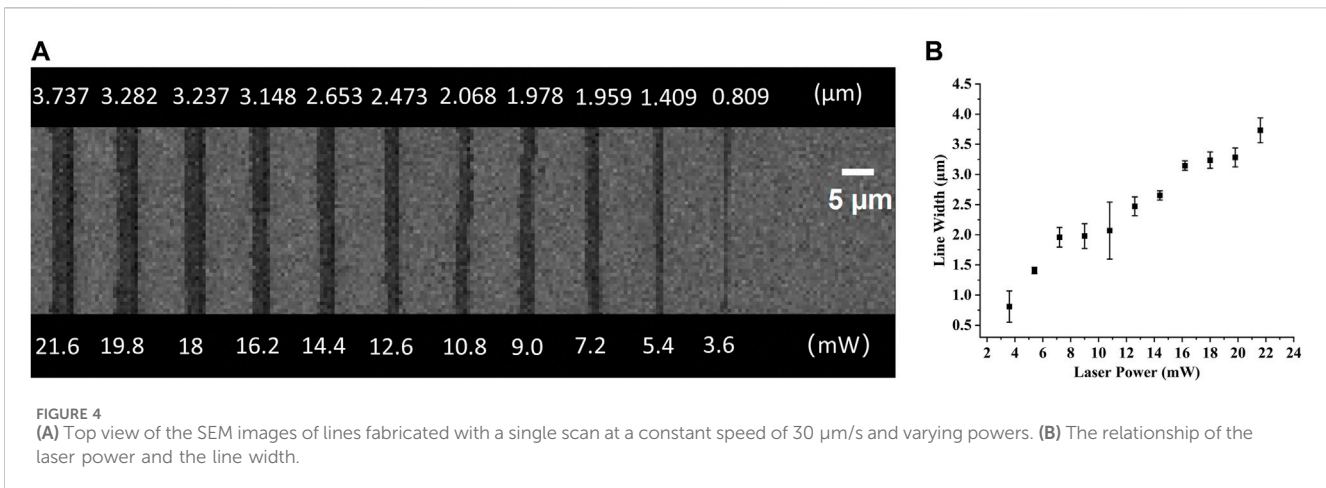 A
3.737 3.282 3.237 3.148 2.653 2.473 2.068 1.978 1.959 1.409 0.809 (μm)
5 μm
21.6 19.8 18 16.2 14.4 12.6 10.8 9.0 7.2 5.4 3.6 (mW)
B
Line Width (μm)
4.5
4.0
3.5
3.0
2.5
2.0
1.5
1.0
0.5
2 4 6 8 10 12 14 16 18 20 22 24
Laser Power (mW)
FIGURE 4
(A) Top view of the SEM images of lines fabricated with a single scan at a constant speed of 30 μm/s and varying powers. (B) The relationship of the
laser power and the line width.